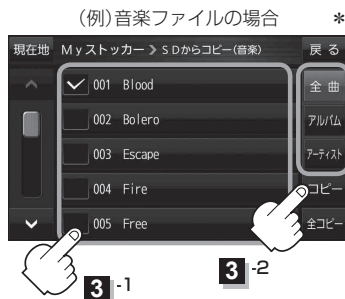 (例)音楽ファイルの場合 *
現在地 Myストッカー > SDからコピー(音楽) 戻る
001 Blood 全曲
002 Bolero アルバム
003 Escape アーティスト
004 Fire コピー
005 Free 全コピー
3-1 3-2